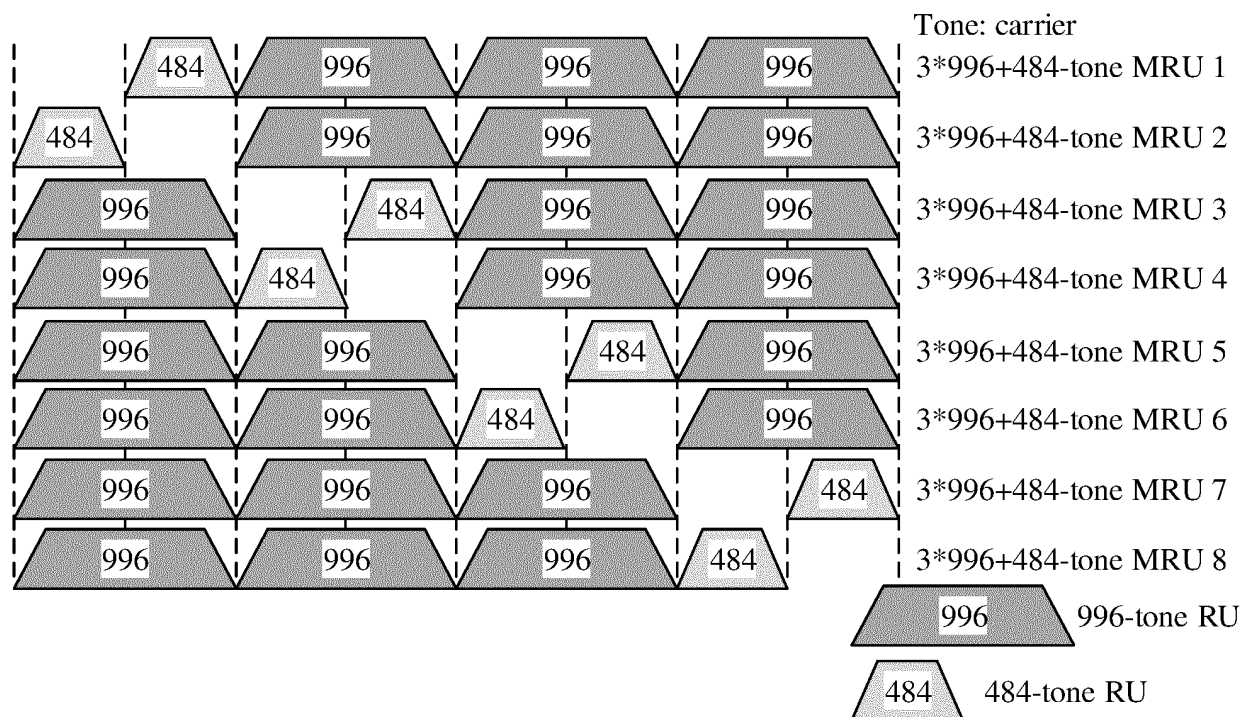 Tone: carrier
484 996 996 996 3*996+484-tone MRU 1
484 996 996 996 3*996+484-tone MRU 2
996 484 996 996 3*996+484-tone MRU 3
996 484 996 996 3*996+484-tone MRU 4
996 996 484 996 3*996+484-tone MRU 5
996 996 484 996 3*996+484-tone MRU 6
996 996 996 484 3*996+484-tone MRU 7
996 996 996 484 3*996+484-tone MRU 8
996 996-tone RU
484 484-tone RU